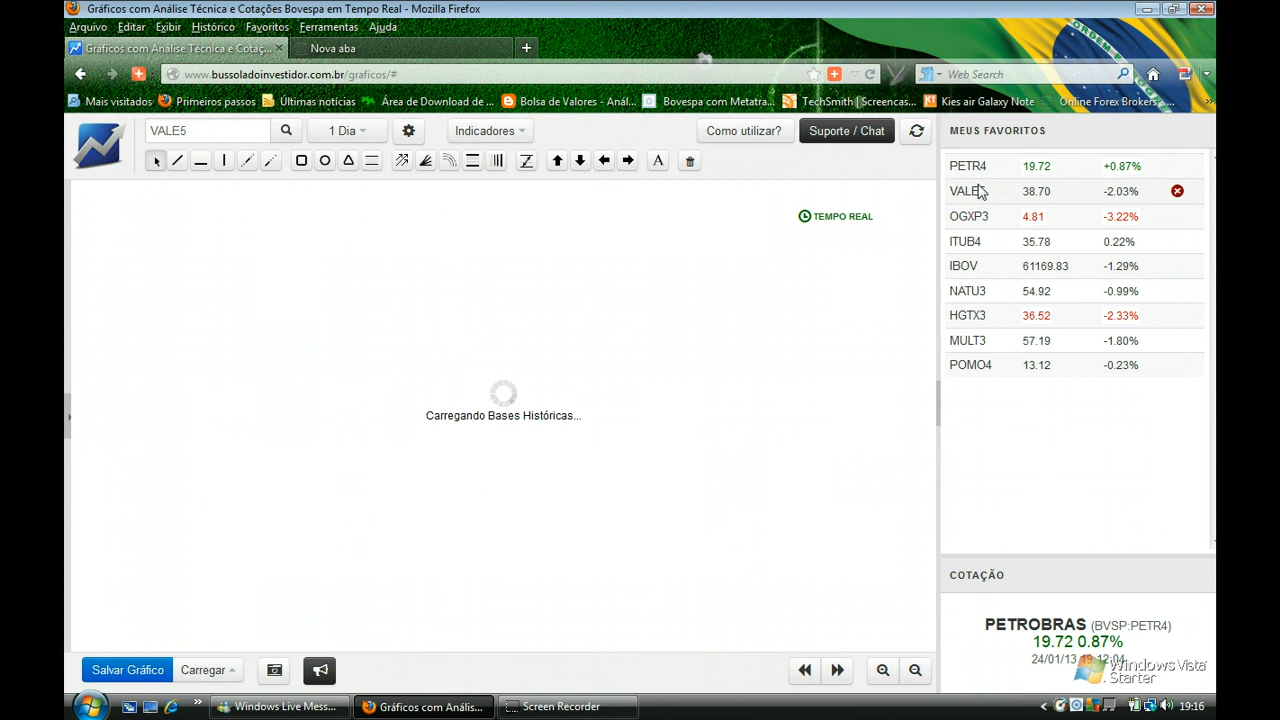 Gráficos com Análise Técnica e Cotações Bovespa em Tempo Real - Mozilla Firefox
Arquivo Editar Exibir Histórico Favoritos Ferramentas Ajuda
Gráficos com Análise Técnica e Cotaç... Nova aba
www.bussoladoinvestidor.com.br/graficos/# Web Search
Mais visitados Primeiros passos Últimas notícias Área de Download de ... Bolsa de Valores - Anál... Bovespa com Metatra... TechSmith | Screencas... Kies air Galaxy Note Online Forex Brokers
VALE5 1 Dia Indicadores Como utilizar? Suporte / Chat
MEUS FAVORITOS
PETR4 19.72 +0.87%
VALE5 38.70 -2.03%
OGXP3 4.81 -3.22%
ITUB4 35.78 0.22%
IBOV 61169.83 -1.29%
NATU3 54.92 -0.99%
HGTX3 36.52 -2.33%
MULT3 57.19 -1.80%
POMO4 13.12 -0.23%
A
TEMPO REAL
Carregando Bases Históricas...
COTAÇÃO
PETROBRAS (BVSP:PETR4)
19.72 0.87%
24/01/13 19:12:04
Windows Vista
Starter
Salvar Gráfico Carregar
Windows Live Mess... Gráficos com Anális... Screen Recorder 19:16